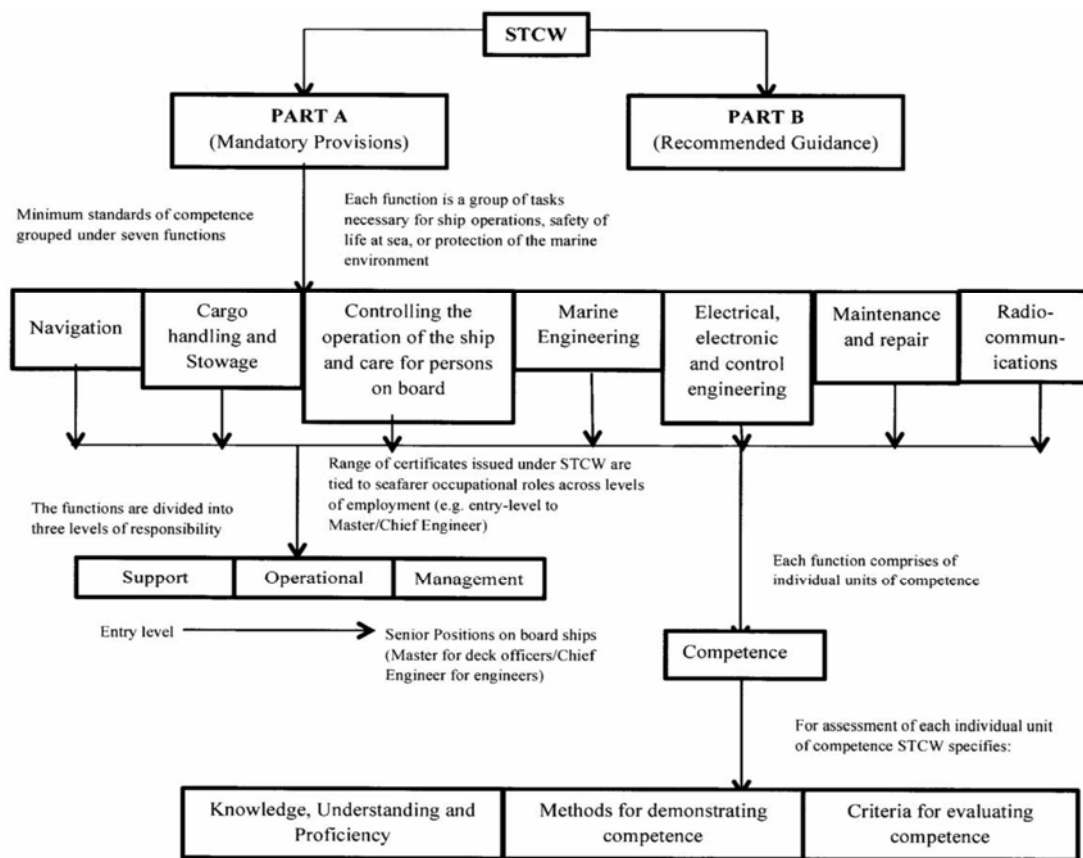 STCW
PART A
(Mandatory Provisions)
PART B
(Recommended Guidance)
Minimum standards of competence
grouped under seven functions
Each function is a group of tasks
necessary for ship operations, safety of
life at sea, or protection of the marine
environment
Navigation
Cargo
handling and
Stowage
Controlling the
operation of the ship
and care for persons
on board
Marine
Engineering
Electrical,
electronic
and control
engineering
Maintenance
and repair
Radio-
commun-
ications
The functions are divided into
three levels of responsibility
Range of certificates issued under STCW are
tied to seafarer occupational roles across levels
of employment (e.g. entry-level to
Master/Chief Engineer)
Support
Operational
Management
Entry level
Senior Positions on board ships
(Master for deck officers/Chief
Engineer for engineers)
Each function comprises of
individual units of competence
Competence
For assessment of each individual unit
of competence STCW specifies:
Knowledge, Understanding and
Proficiency
Methods for demonstrating
competence
Criteria for evaluating
competence